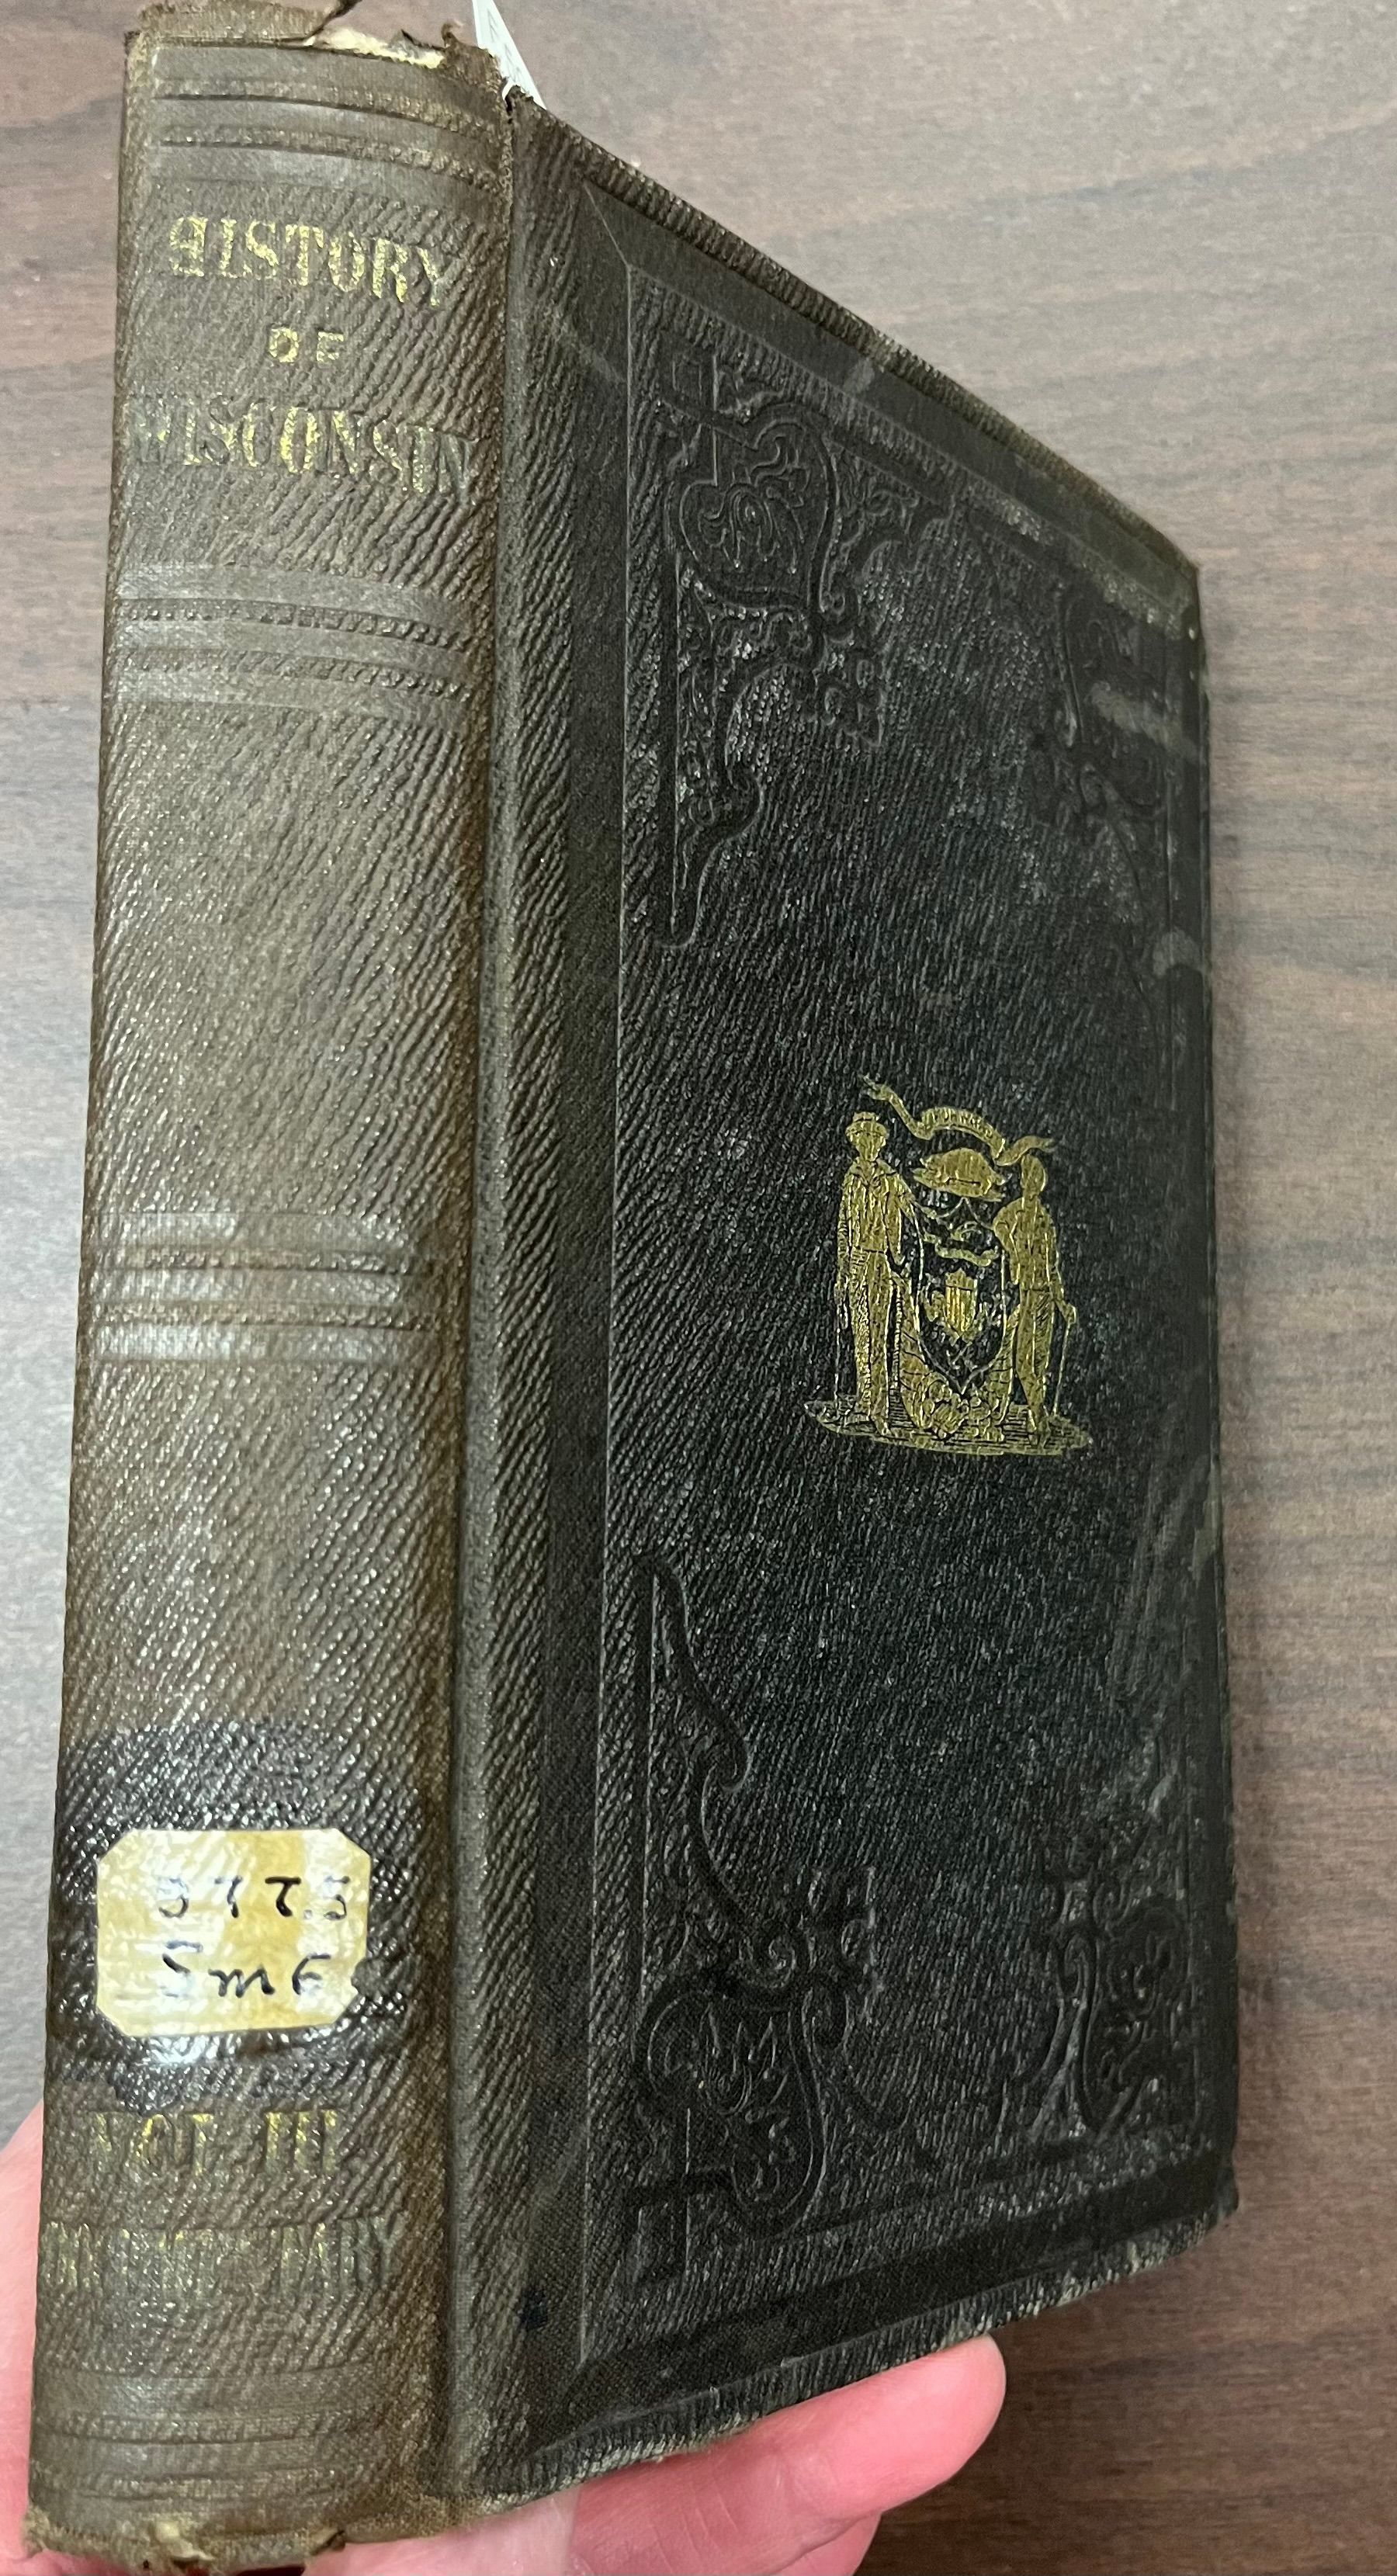 HISTORY
OF
WISCONSIN
977.5
Sm6
VOL III
DOCUMENTARY